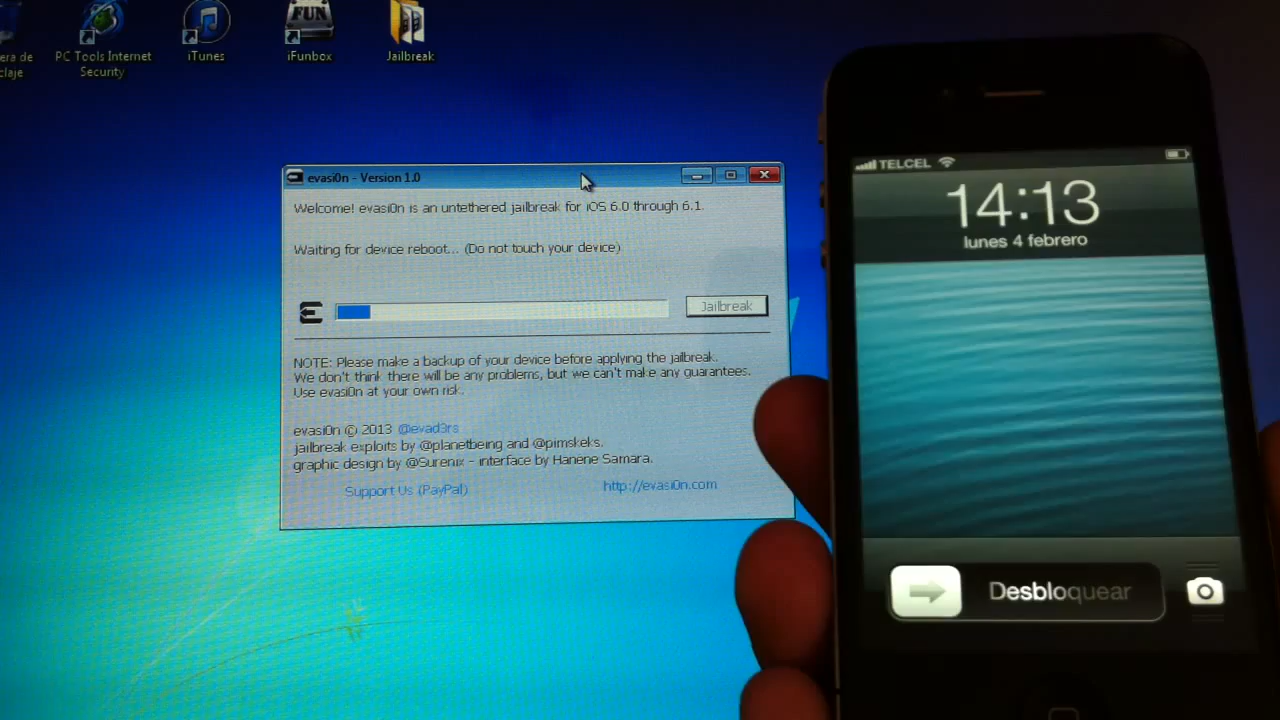 era de
claje
PC Tools Internet
Security
iTunes
FUN
iFunbox
Jailbreak
evasi0n - Version 1.0
Welcome! evasi0n is an untethered jailbreak for iOS 6.0 through 6.1.
Waiting for device reboot... (Do not touch your device)
Jailbreak
NOTE: Please make a backup of your device before applying the jailbreak.
We don't think there will be any problems, but we can't make any guarantees.
Use evasi0n at your own risk.
evasi0n © 2013 @evad3rs
jailbreak exploits by @planetbeing and @pimskeks.
graphic design by @Surenix - interface by Hanene Samara.
Support Us (PayPal)
http://evasi0n.com
TELCEL
14:13
lunes 4 febrero
Desbloquear